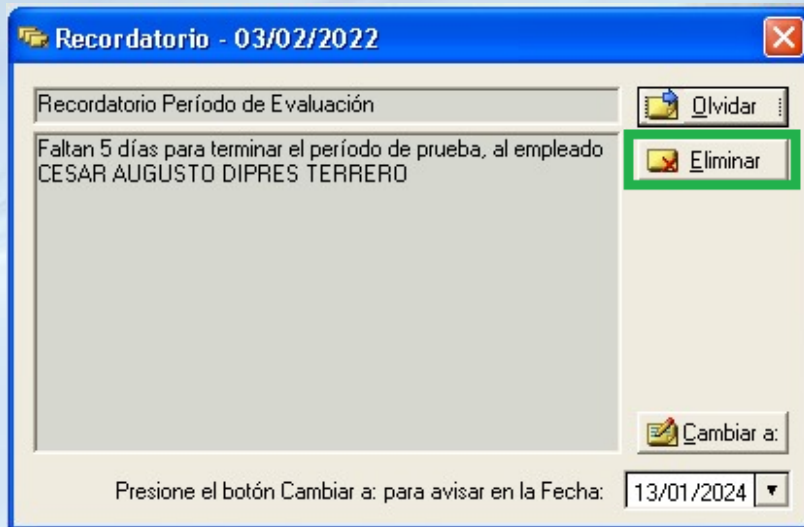 Recordatorio - 03/02/2022
Recordatorio Período de Evaluación
Olvidar
Faltan 5 días para terminar el período de prueba, al empleado
CESAR AUGUSTO DIPRES TERRERO
Eliminar
Cambiar a:
Presione el botón Cambiar a: para avisar en la Fecha: 13/01/2024